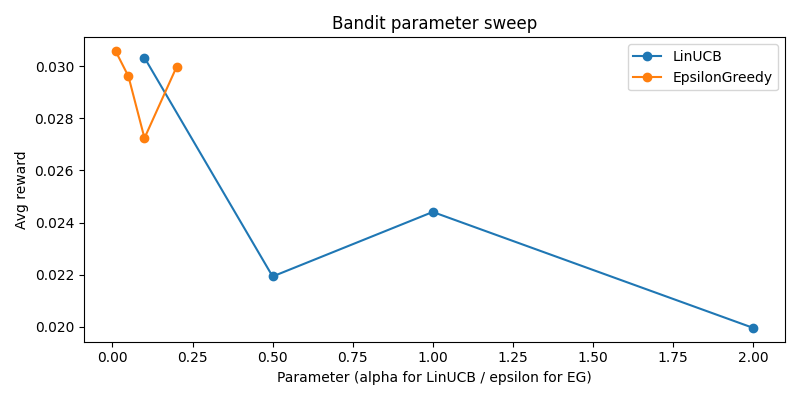 Bandit parameter sweep
LinUCB
EpsilonGreedy
Avg reward
0.030
0.028
0.026
0.024
0.022
0.020
0.00 0.25 0.50 0.75 1.00 1.25 1.50 1.75 2.00
Parameter (alpha for LinUCB / epsilon for EG)